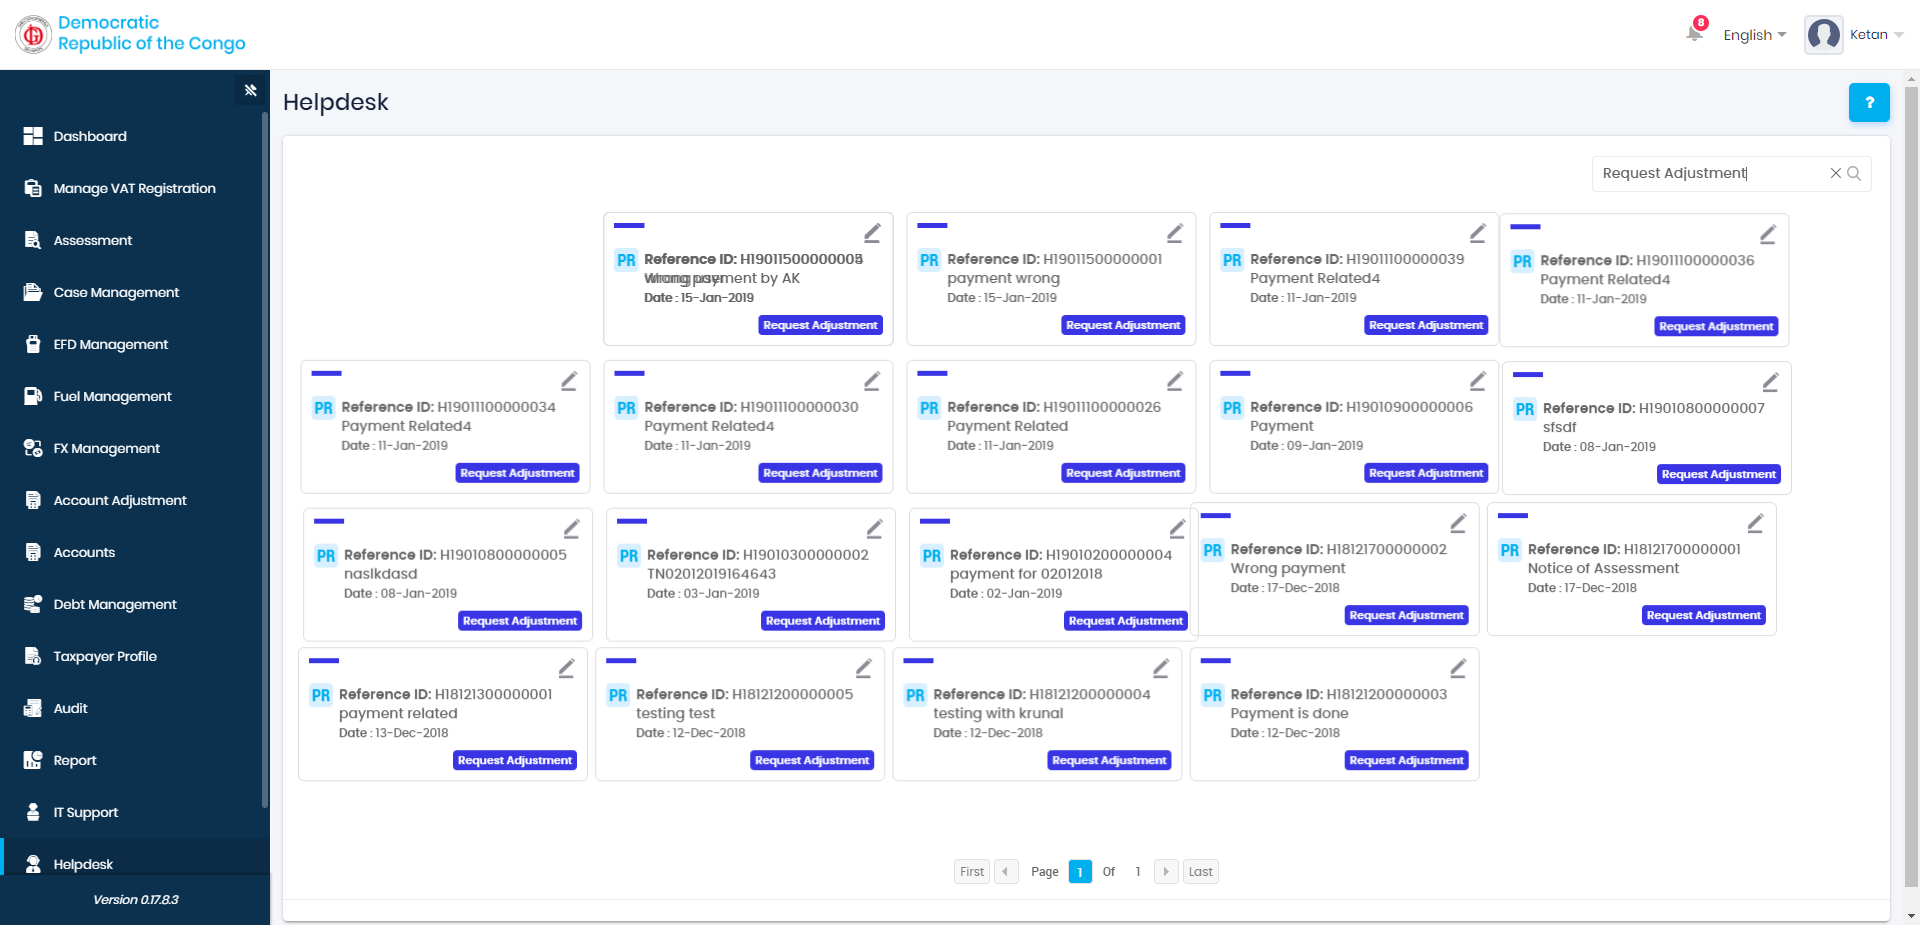 Democratic
Republic of the Congo
8
English
Ketan
Dashboard
Manage VAT Registration
Assessment
Case Management
EFD Management
Fuel Management
FX Management
Account Adjustment
Accounts
Debt Management
Taxpayer Profile
Audit
Report
IT Support
Helpdesk
Version 0.17.8.3
Helpdesk
?
Request Adjustment
PR
Reference ID:
payment by AK
Date : 15-Jan-2019
Request Adjustment
PR
Reference ID: H19011500000001
payment wrong
Date : 15-Jan-2019
Request Adjustment
PR
Reference ID: H19011100000039
Payment Related4
Date : 11-Jan-2019
Request Adjustment
PR
Reference ID: H19011100000036
Payment Related4
Date : 11-Jan-2019
Request Adjustment
PR
Reference ID: H19011100000034
Payment Related4
Date : 11-Jan-2019
Request Adjustment
PR
Reference ID: H19011100000030
Payment Related4
Date : 11-Jan-2019
Request Adjustment
PR
Reference ID: H19011100000026
Payment Related
Date : 11-Jan-2019
Request Adjustment
PR
Reference ID: H19010900000006
Payment
Date : 09-Jan-2019
Request Adjustment
PR
Reference ID: H19010800000007
sfsdf
Date : 08-Jan-2019
Request Adjustment
PR
Reference ID: H19010800000005
naslkdasd
Date : 08-Jan-2019
Request Adjustment
PR
Reference ID: H19010300000002
TN02012019164643
Date : 03-Jan-2019
Request Adjustment
PR
Reference ID: H19010200000004
payment for 02012018
Date : 02-Jan-2019
Request Adjustment
PR
Reference ID: H18121700000002
Wrong payment
Date : 17-Dec-2018
Request Adjustment
PR
Reference ID: H18121700000001
Notice of Assessment
Date : 17-Dec-2018
Request Adjustment
PR
Reference ID: H18121300000001
payment related
Date : 13-Dec-2018
Request Adjustment
PR
Reference ID: H18121200000005
testing test
Date : 12-Dec-2018
Request Adjustment
PR
Reference ID: H18121200000004
testing with krunal
Date : 12-Dec-2018
Request Adjustment
PR
Reference ID: H18121200000003
Payment is done
Date : 12-Dec-2018
Request Adjustment
First Page 1 Of 1 Last